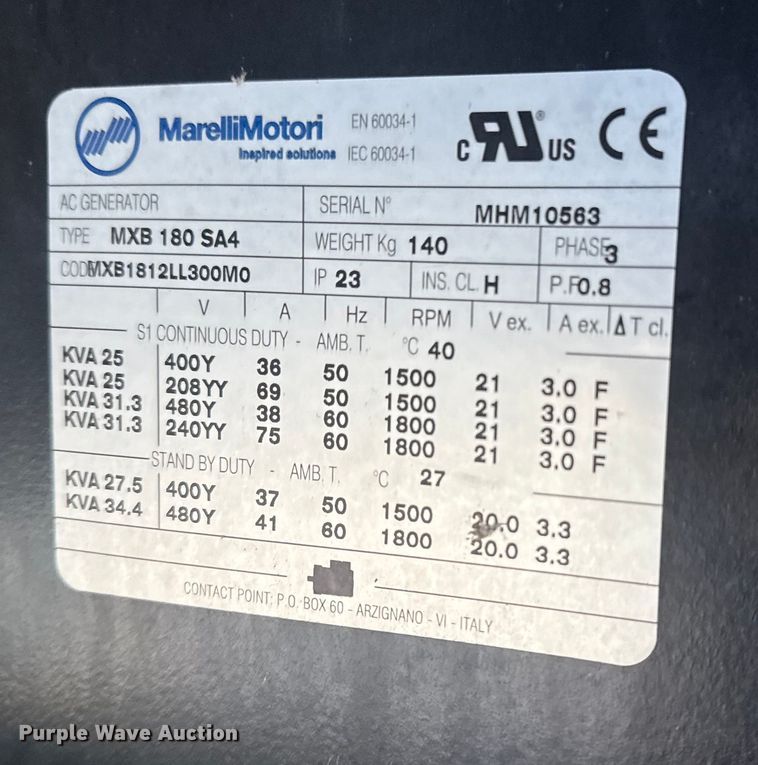 MarelliMotori
inspired solutions
EN 60034-1
IEC 60034-1
c RU US CE
AC GENERATOR SERIAL N° MHM10563
TYPE MXB 180 SA4 WEIGHT Kg 140 PHASE 3
CODE MXB1812LL300M0 IP 23 INS. CL. H P.F 0.8
V A Hz RPM V ex. A ex. ΔT cl.
S1 CONTINUOUS DUTY - AMB. T. °C 40
KVA 25 400Y 36 50 1500 21 3.0 F
KVA 25 208YY 69 50 1500 21 3.0 F
KVA 31.3 480Y 38 60 1800 21 3.0 F
KVA 31.3 240YY 75 60 1800 21 3.0 F
STAND BY DUTY - AMB. T. °C 27
KVA 27.5 400Y 37 50 1500 20.0 3.3
KVA 34.4 480Y 41 60 1800 20.0 3.3
CONTACT POINT: P.O. BOX 60 - ARZIGNANO - VI - ITALY
Purple Wave Auction